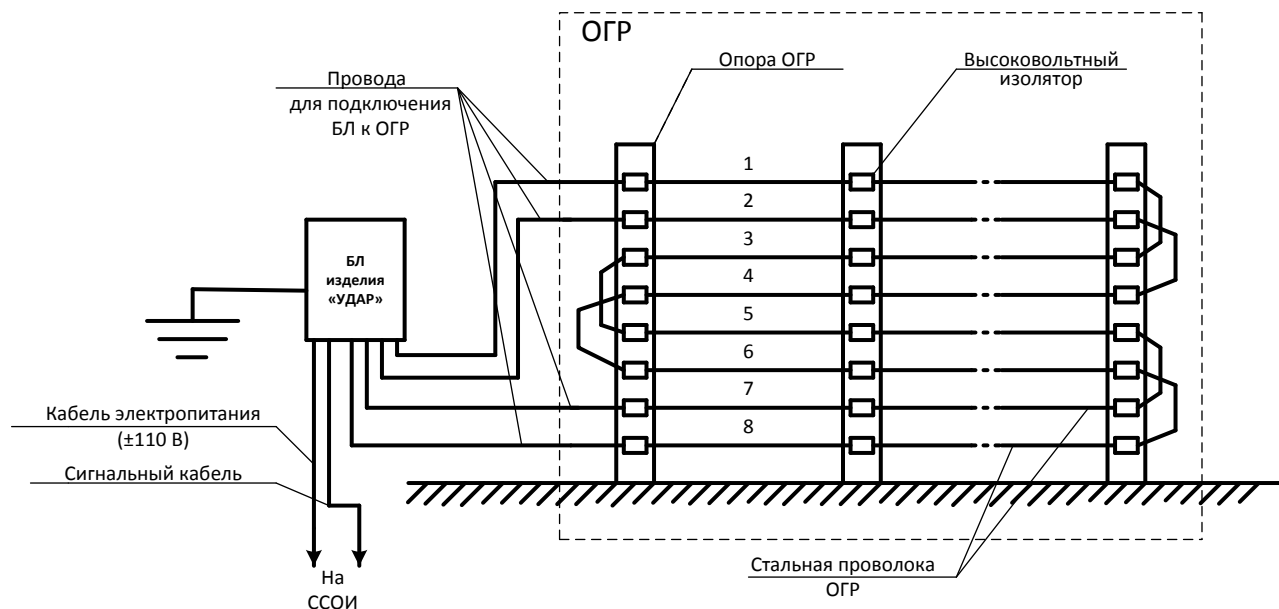 ОГР
Опора ОГР
Высоковольтный
изолятор
Провода
для подключения
БЛ к ОГР
1
2
3
4
5
6
7
8
БЛ
изделия
«УДАР»
Кабель электропитания
(±110 В)
Сигнальный кабель
На
ССОИ
Стальная проволока
ОГР